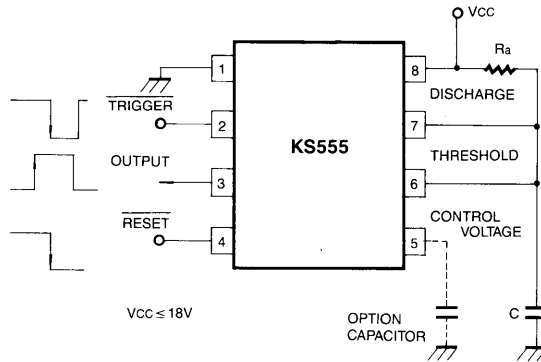 VCC
Ra
1
8
DISCHARGE
TRIGGER
2
7
KS555
OUTPUT
THRESHOLD
3
6
RESET
CONTROL
VOLTAGE
4
5
VCC ≤ 18V
OPTION
CAPACITOR
C